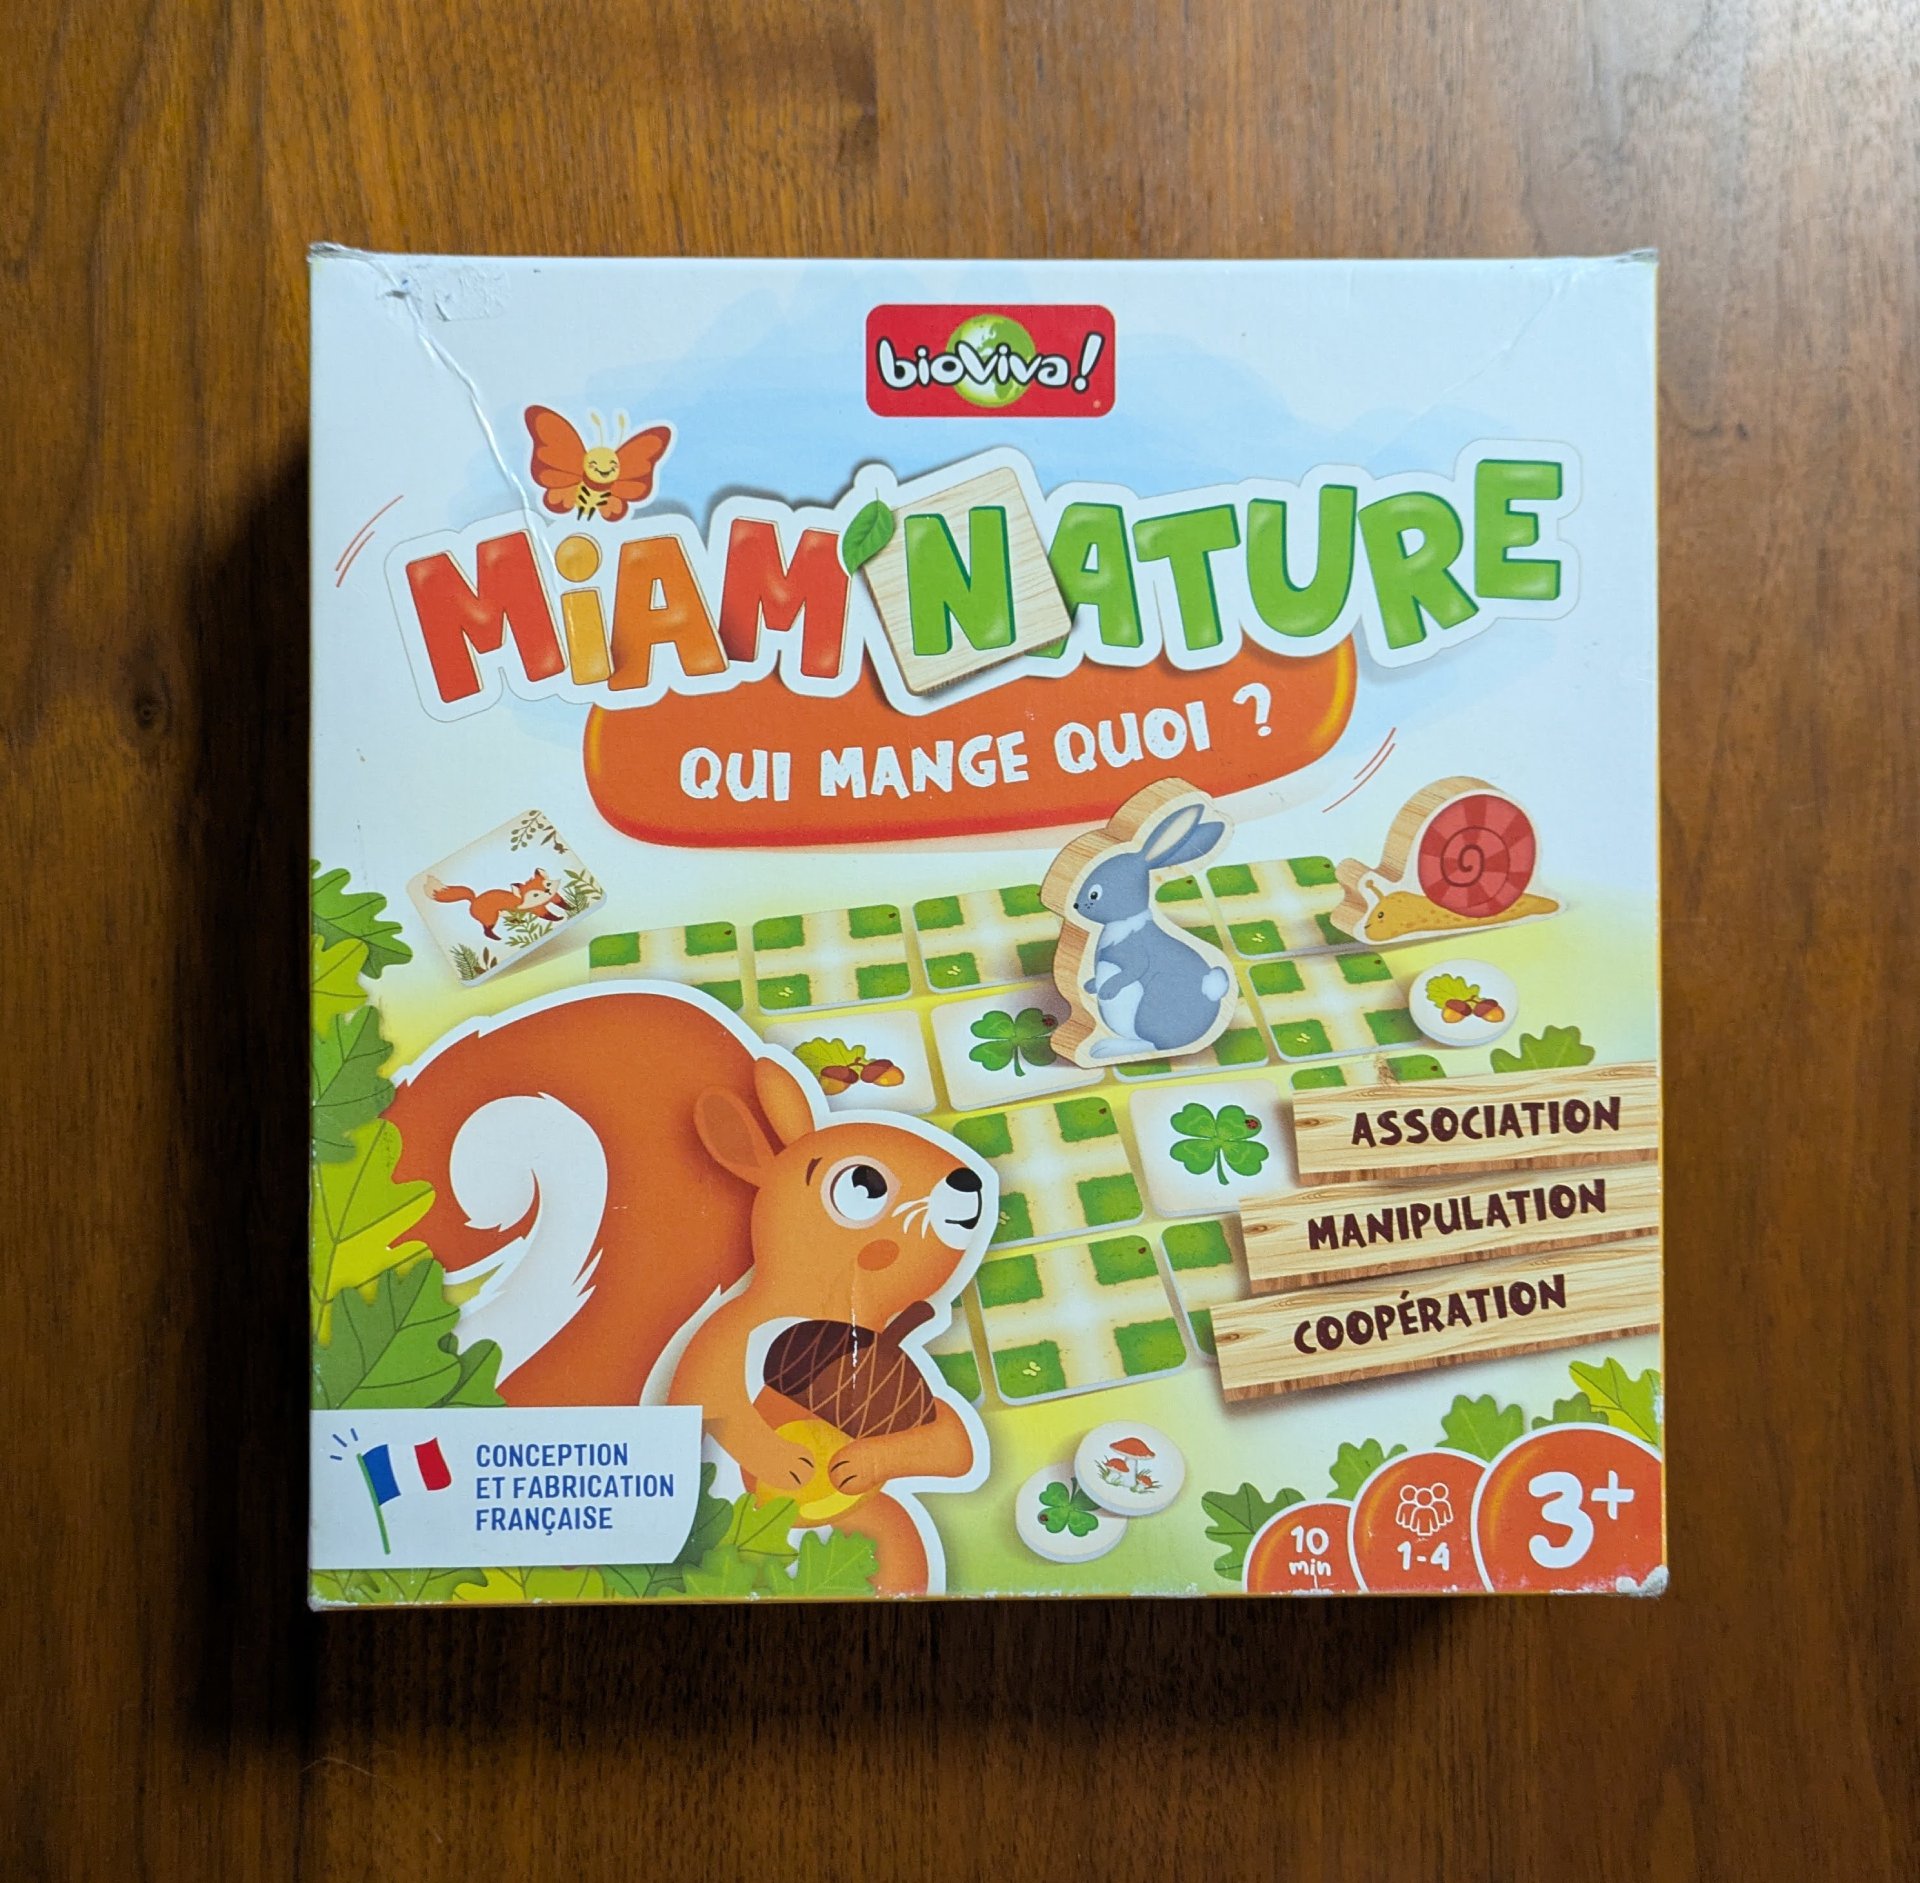 bioviva!
MiAM'NATURE
QUI MANGE QUOI ?
ASSOCIATION
MANIPULATION
COOPÉRATION
CONCEPTION
ET FABRICATION
FRANÇAISE
10
min
1-4
3+